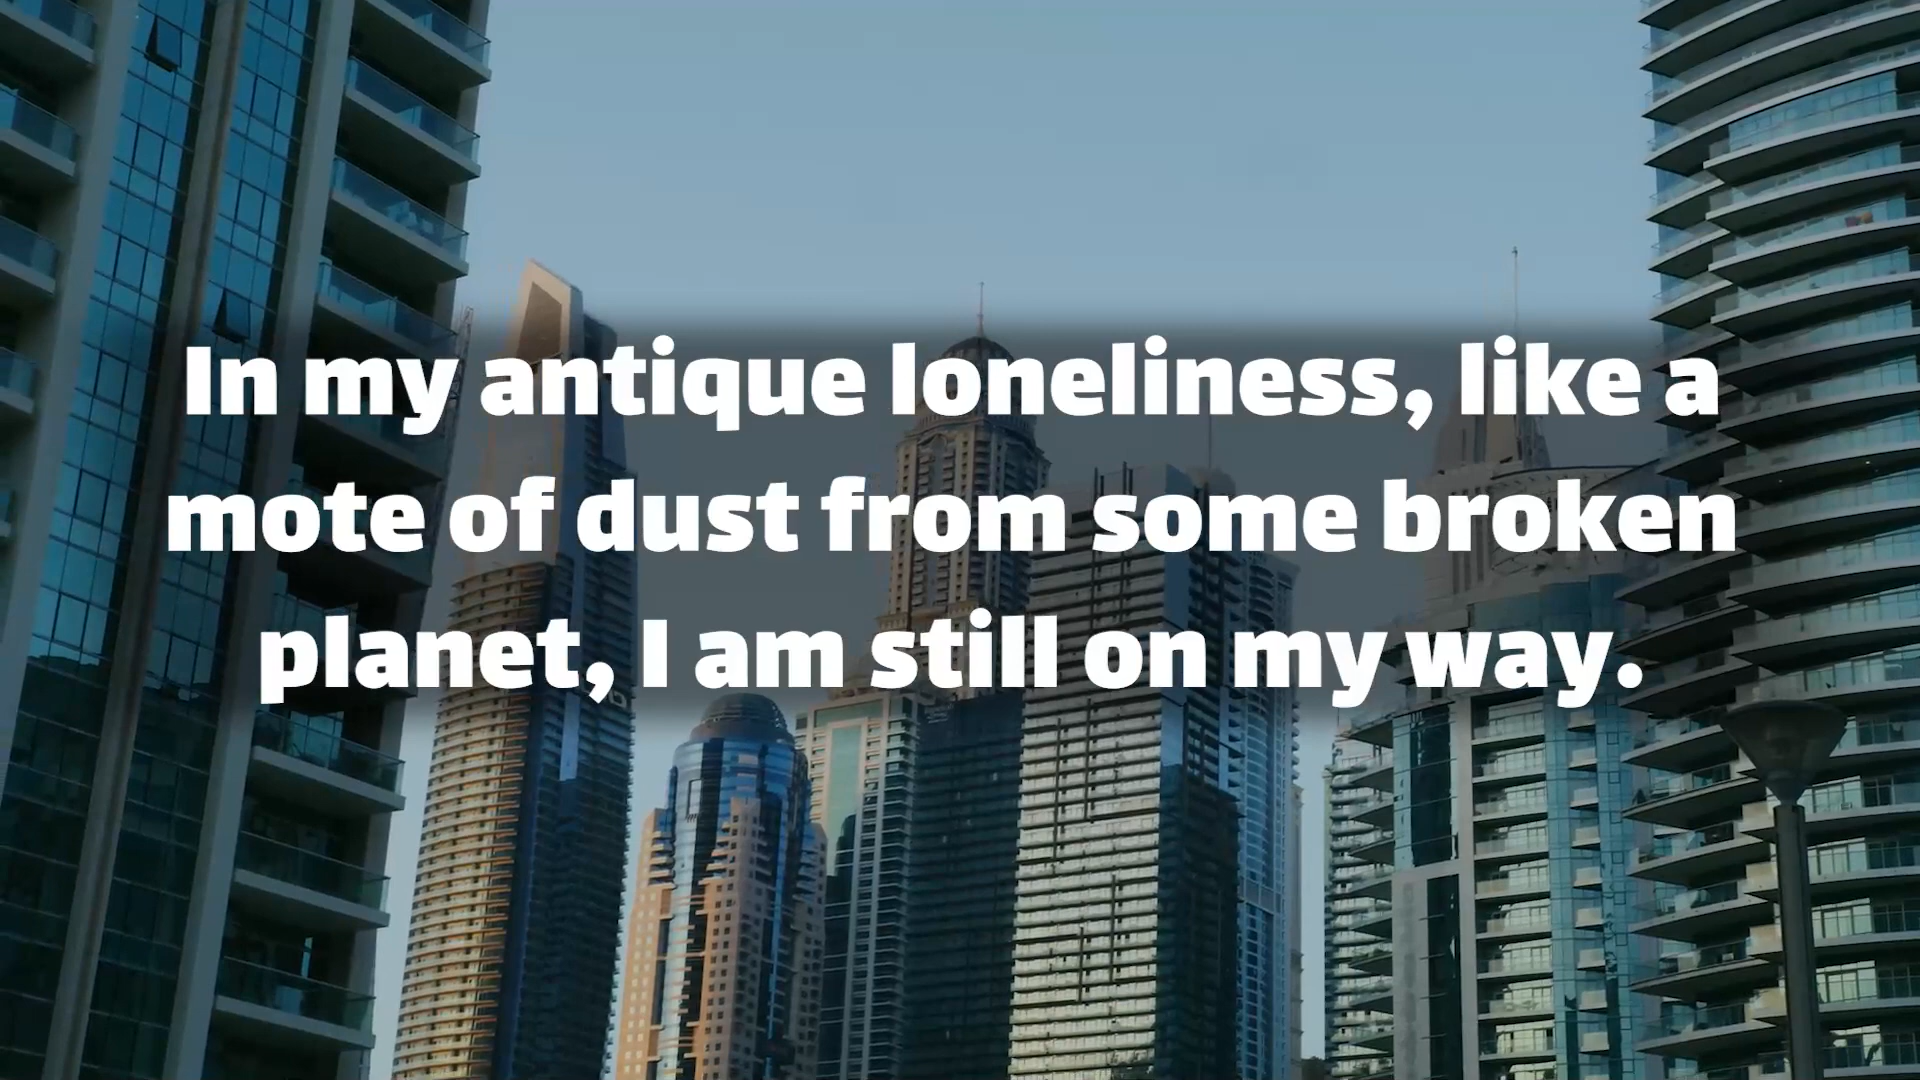 In my antique loneliness, like a
mote of dust from some broken
planet, I am still on my way.